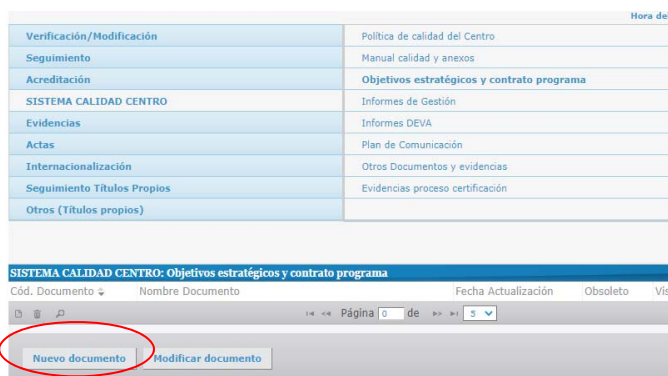 Hora del
Verificación/Modificación
Seguimiento
Acreditación
SISTEMA CALIDAD CENTRO
Evidencias
Actas
Internacionalización
Seguimiento Títulos Propios
Otros (Títulos propios)
Política de calidad del Centro
Manual calidad y anexos
Objetivos estratégicos y contrato programa
Informes de Gestión
Informes DEVA
Plan de Comunicación
Otros Documentos y evidencias
Evidencias proceso certificación
SISTEMA CALIDAD CENTRO: Objetivos estratégicos y contrato programa
Cód. Documento Nombre Documento Fecha Actualización Obsoleto Vis
Página 0 de 5
Nuevo documento Modificar documento